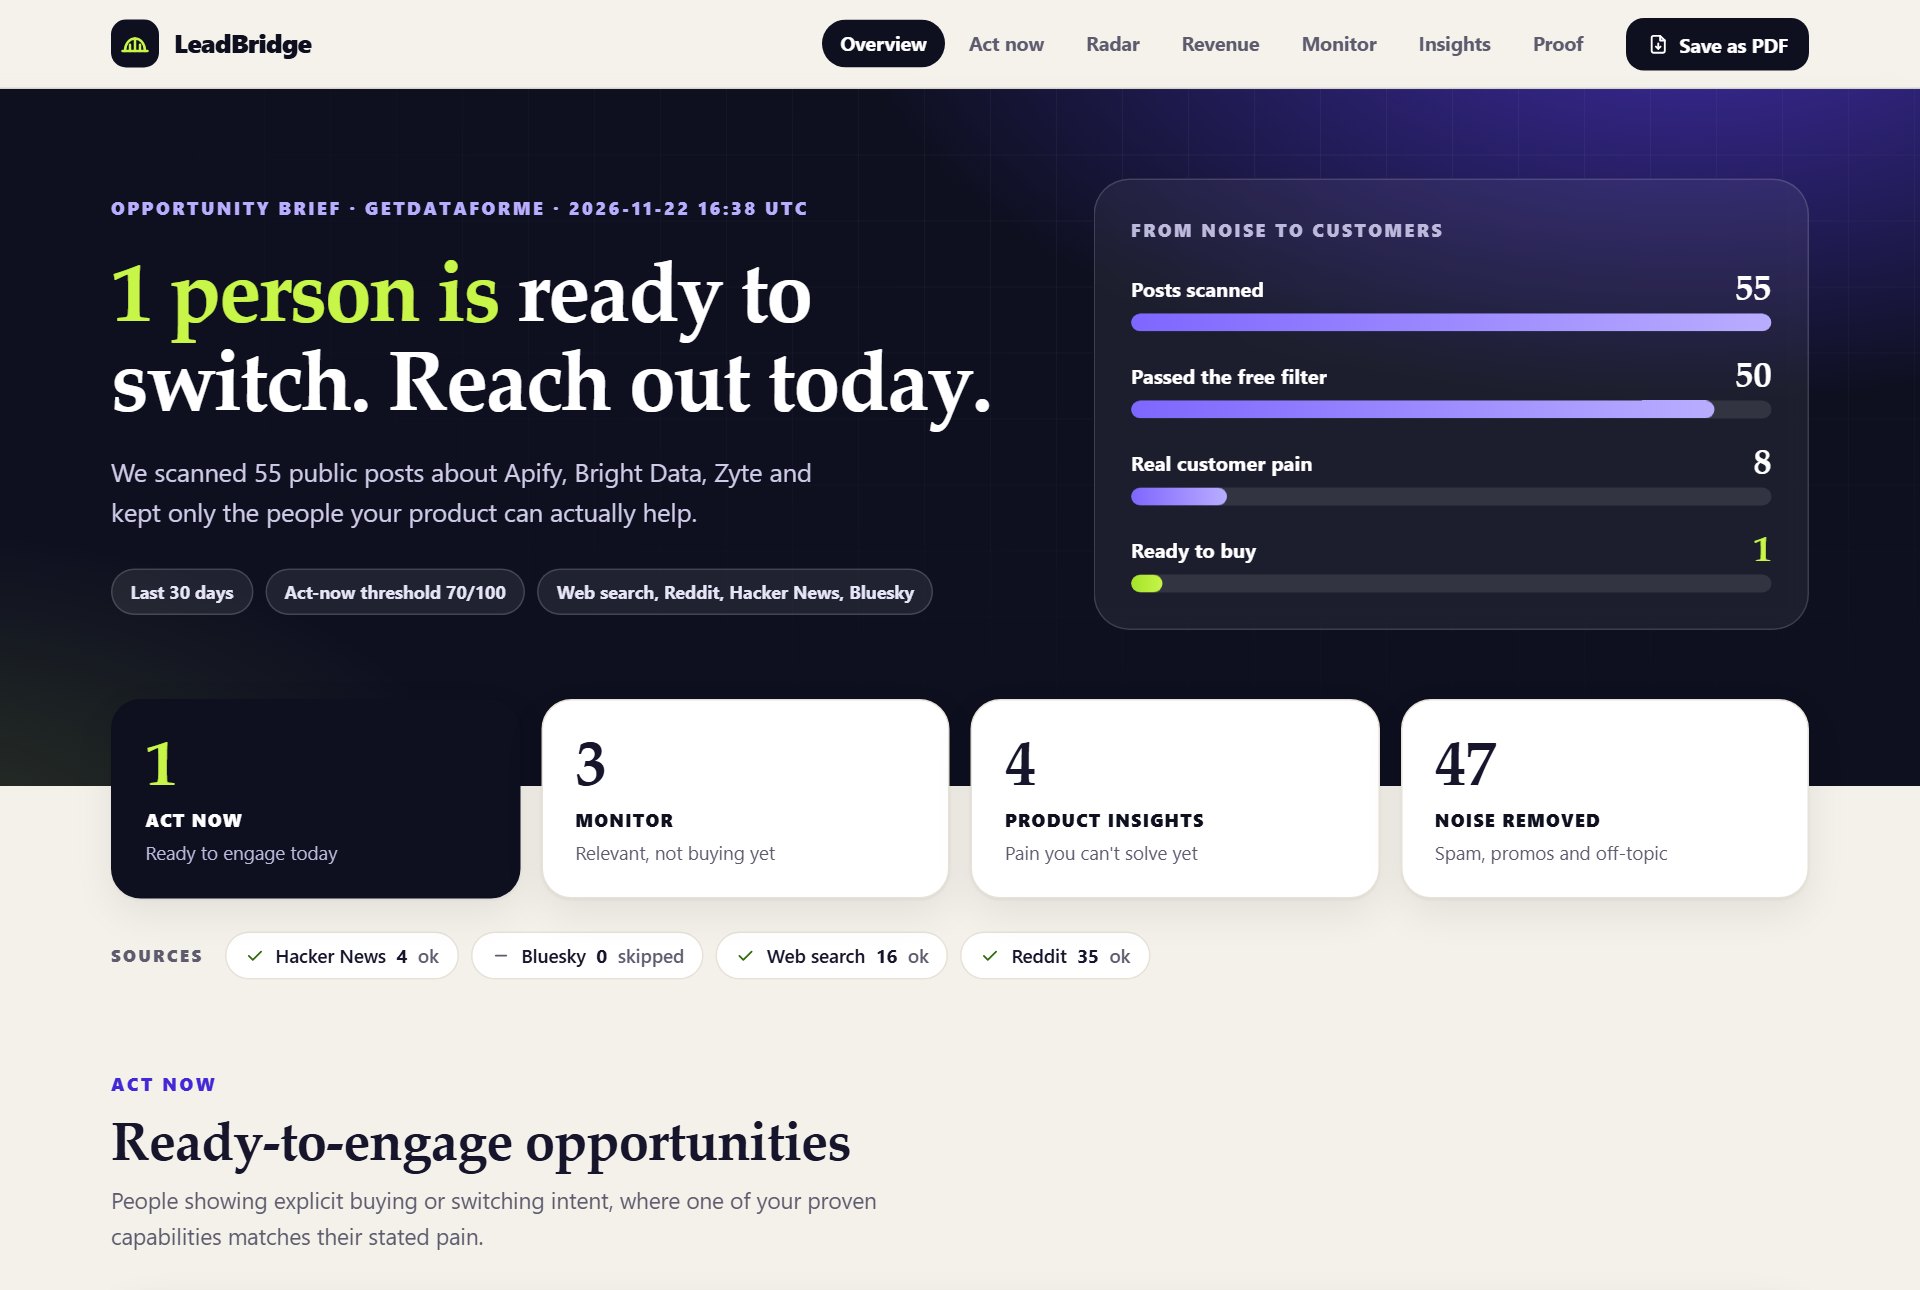 LeadBridge
Overview
Act now
Radar
Revenue
Monitor
Insights
Proof
Save as PDF
OPPORTUNITY BRIEF · GETDATAFORME · 2026-11-22 16:38 UTC
1 person is ready to
switch. Reach out today.
We scanned 55 public posts about Apify, Bright Data, Zyte and
kept only the people your product can actually help.
Last 30 days
Act-now threshold 70/100
Web search, Reddit, Hacker News, Bluesky
FROM NOISE TO CUSTOMERS
Posts scanned 55
Passed the free filter 50
Real customer pain 8
Ready to buy 1
1
ACT NOW
Ready to engage today
3
MONITOR
Relevant, not buying yet
4
PRODUCT INSIGHTS
Pain you can't solve yet
47
NOISE REMOVED
Spam, promos and off-topic
SOURCES
Hacker News 4 ok
Bluesky 0 skipped
Web search 16 ok
Reddit 35 ok
ACT NOW
Ready-to-engage opportunities
People showing explicit buying or switching intent, where one of your proven
capabilities matches their stated pain.